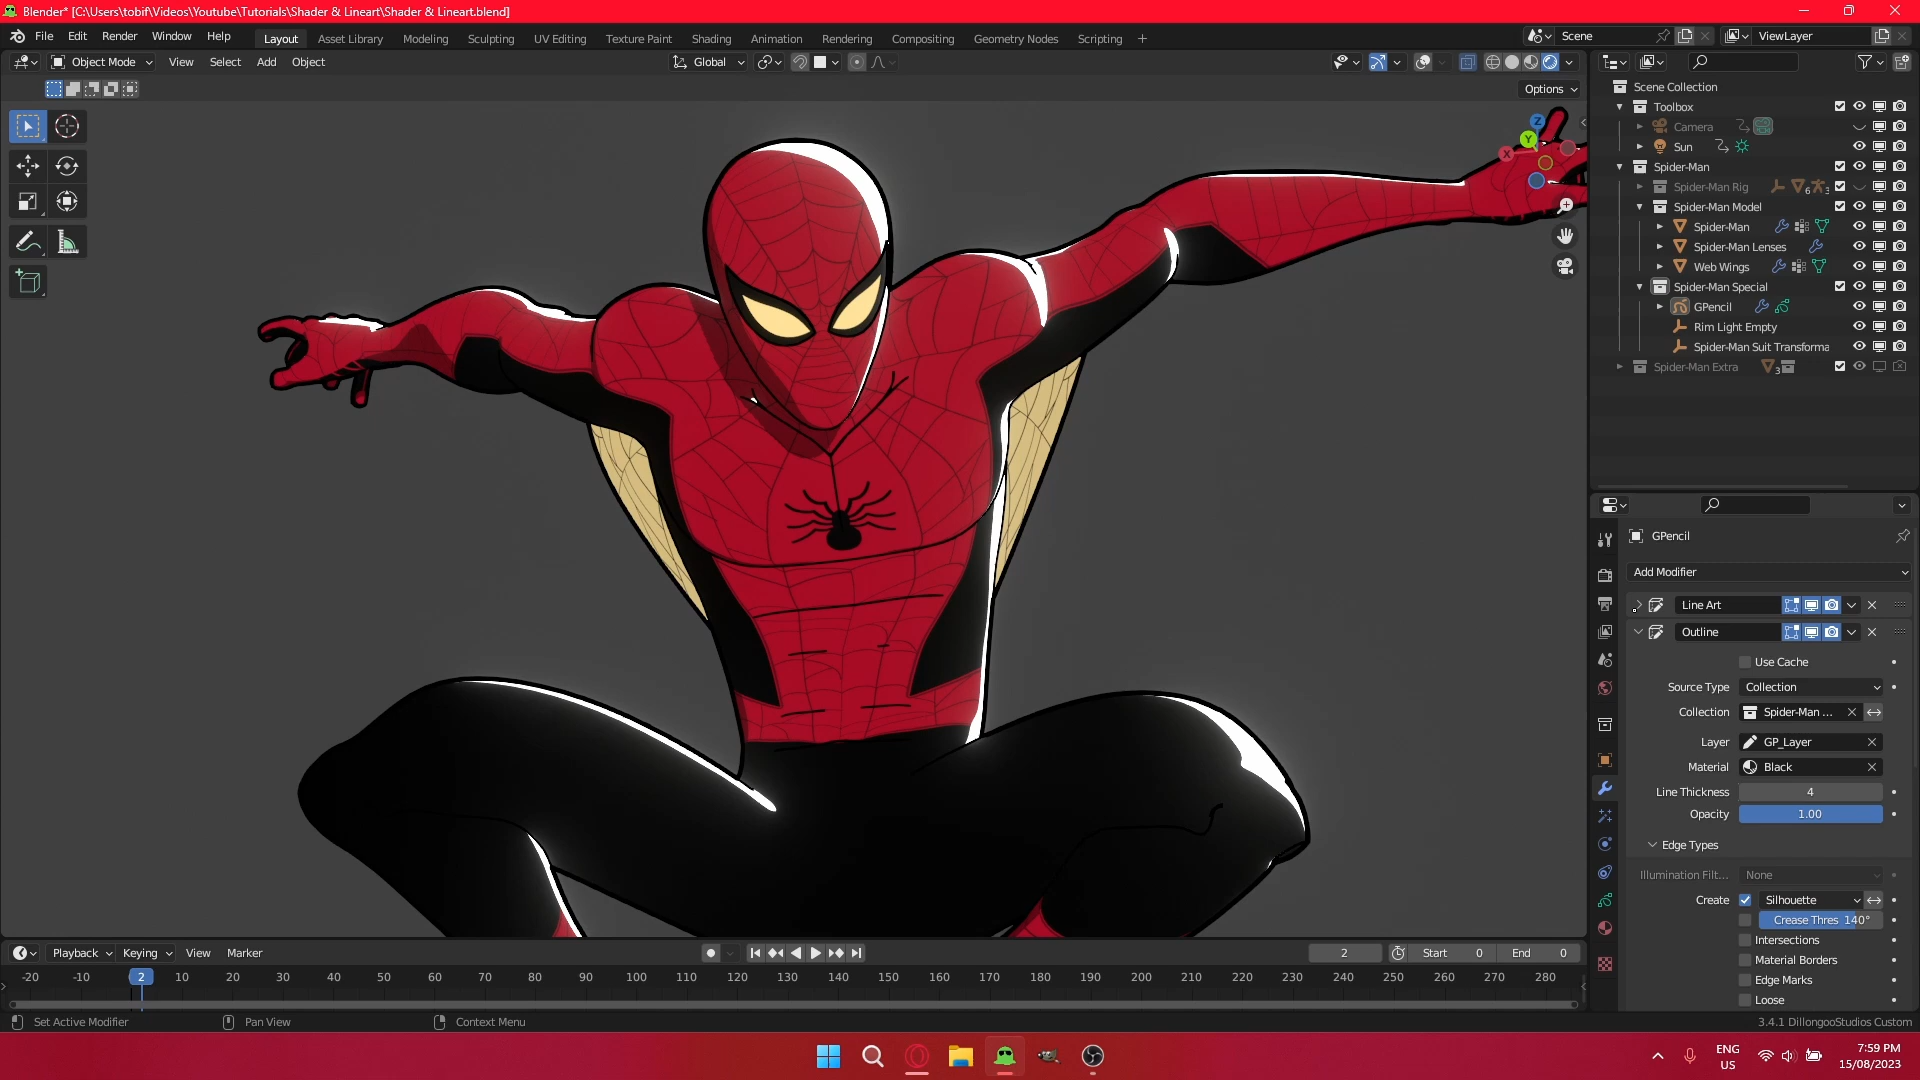 Blender* [C:\Users\tobif\Videos\Youtube\Tutorials\Shader & Lineart\Shader & Lineart.blend]
File Edit Render Window Help Layout Asset Library Modeling Sculpting UV Editing Texture Paint Shading Animation Rendering Compositing Geometry Nodes Scripting + Scene ViewLayer
Object Mode View Select Add Object Global
Options
Scene Collection
Toolbox
Camera
Sun
Spider-Man
Spider-Man Rig 6 3
Spider-Man Model
Spider-Man
Spider-Man Lenses
Web Wings
Spider-Man Special
GPencil
Rim Light Empty
Spider-Man Suit Transforma
Spider-Man Extra 3
Z
Y
X
GPencil
Add Modifier
Line Art
Outline
Use Cache
Source Type Collection
Collection Spider-Man ...
Layer GP_Layer
Material Black
Line Thickness 4
Opacity 1.00
Edge Types
Illumination Filt... None
Create Silhouette
Crease Thres 140°
Intersections
Material Borders
Edge Marks
Loose
Playback Keying View Marker 2 Start 0 End 0
-20 -10 2 10 20 30 40 50 60 70 80 90 100 110 120 130 140 150 160 170 180 190 200 210 220 230 240 250 260 270 280
Set Active Modifier Pan View Context Menu 3.4.1 DillongooStudios Custom
ENG US 7:59 PM
15/08/2023